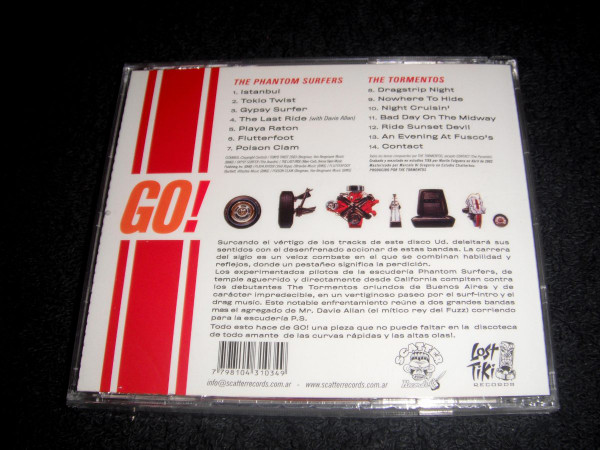 THE PHANTOM SURFERS
1. Istanbul
2. Tokio Twist
3. Gypsy Surfer
4. The Last Ride (with Davie Allan)
5. Playa Raton
6. Flutterfoot
7. Poison Clam
THE TORMENTOS
8. Dragstrip Night
9. Nowhere To Hide
10. Night Cruisin'
11. Bad Day On The Midway
12. Ride Sunset Devil
13. An Evening At Fusco's
14. Contact
PRODUCIDO POR THE TORMENTOS
GO!
Surcando el vértigo de los tracks de este disco Ud. deleitará sus
sentidos con el desenfrenado accionar de estas bandas. La carrera
del siglo es un veloz combate en el que se combinan habilidad y
reflejos, donde un pestañeo significa la perdición.
Los experimentados pilotos de la escudería Phantom Surfers,
de temple aguerrido y directamente desde California compiten contra
los debutantes The Tormentos oriundos de Buenos Aires y de
carácter impredecible, en un vertiginoso paseo por el surf-intro y el
drag music. Este notable enfrentamiento reúne a dos grandes bandas
mas el agregado de Mr. Davie Allan (el mítico rey del Fuzz) corriendo
para la escudería P.S.
Todo esto hace de GO! una pieza que no puede faltar en la discoteca
de todo amante de las curvas rápidas y las altas olas!.
7 798104 310349
info@scatterrecords.com.ar - www.scatterrecords.com.ar
SCATTER
Records
Lost
Tiki
RECORDS